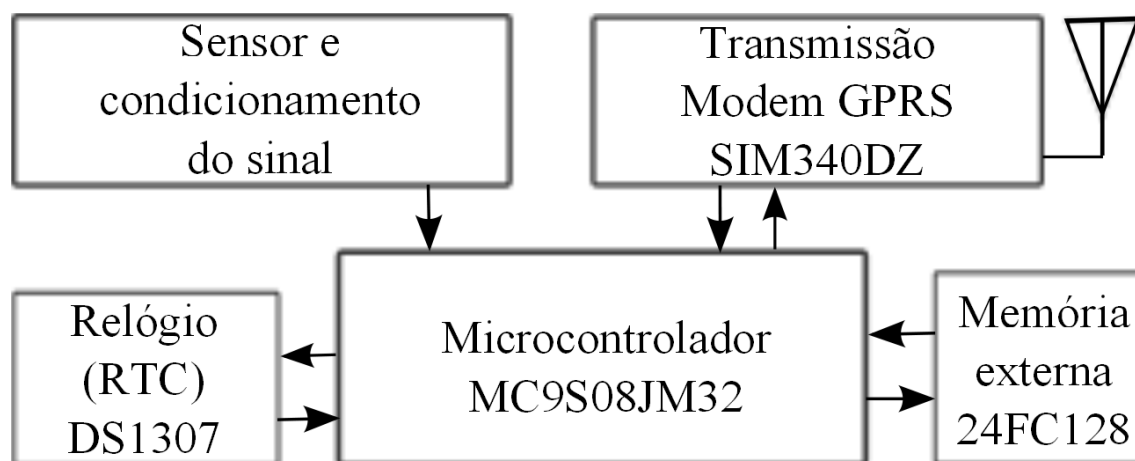 Sensor e
condicionamento
do sinal
Transmissão
Modem GPRS
SIM340DZ
Relógio
(RTC)
DS1307
Microcontrolador
MC9S08JM32
Memória
externa
24FC128